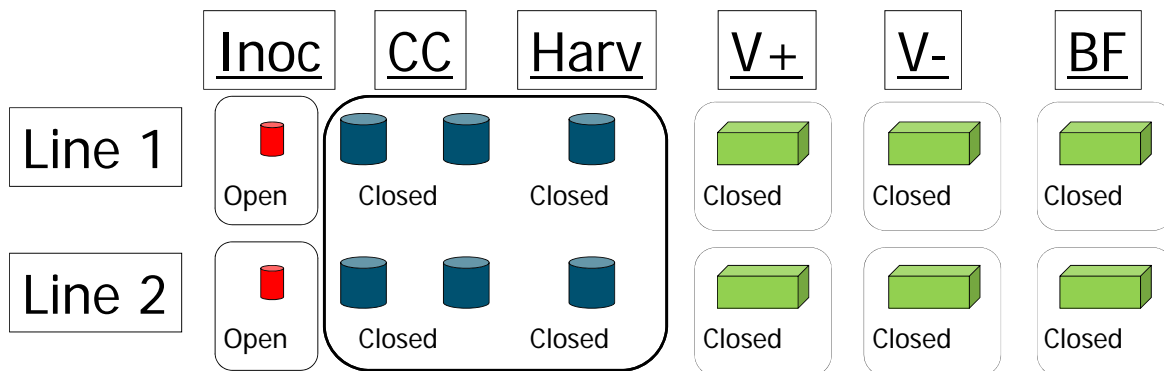 Inoc CC Harv V+ V- BF
Line 1
Open Closed Closed Closed Closed Closed
Line 2
Open Closed Closed Closed Closed Closed